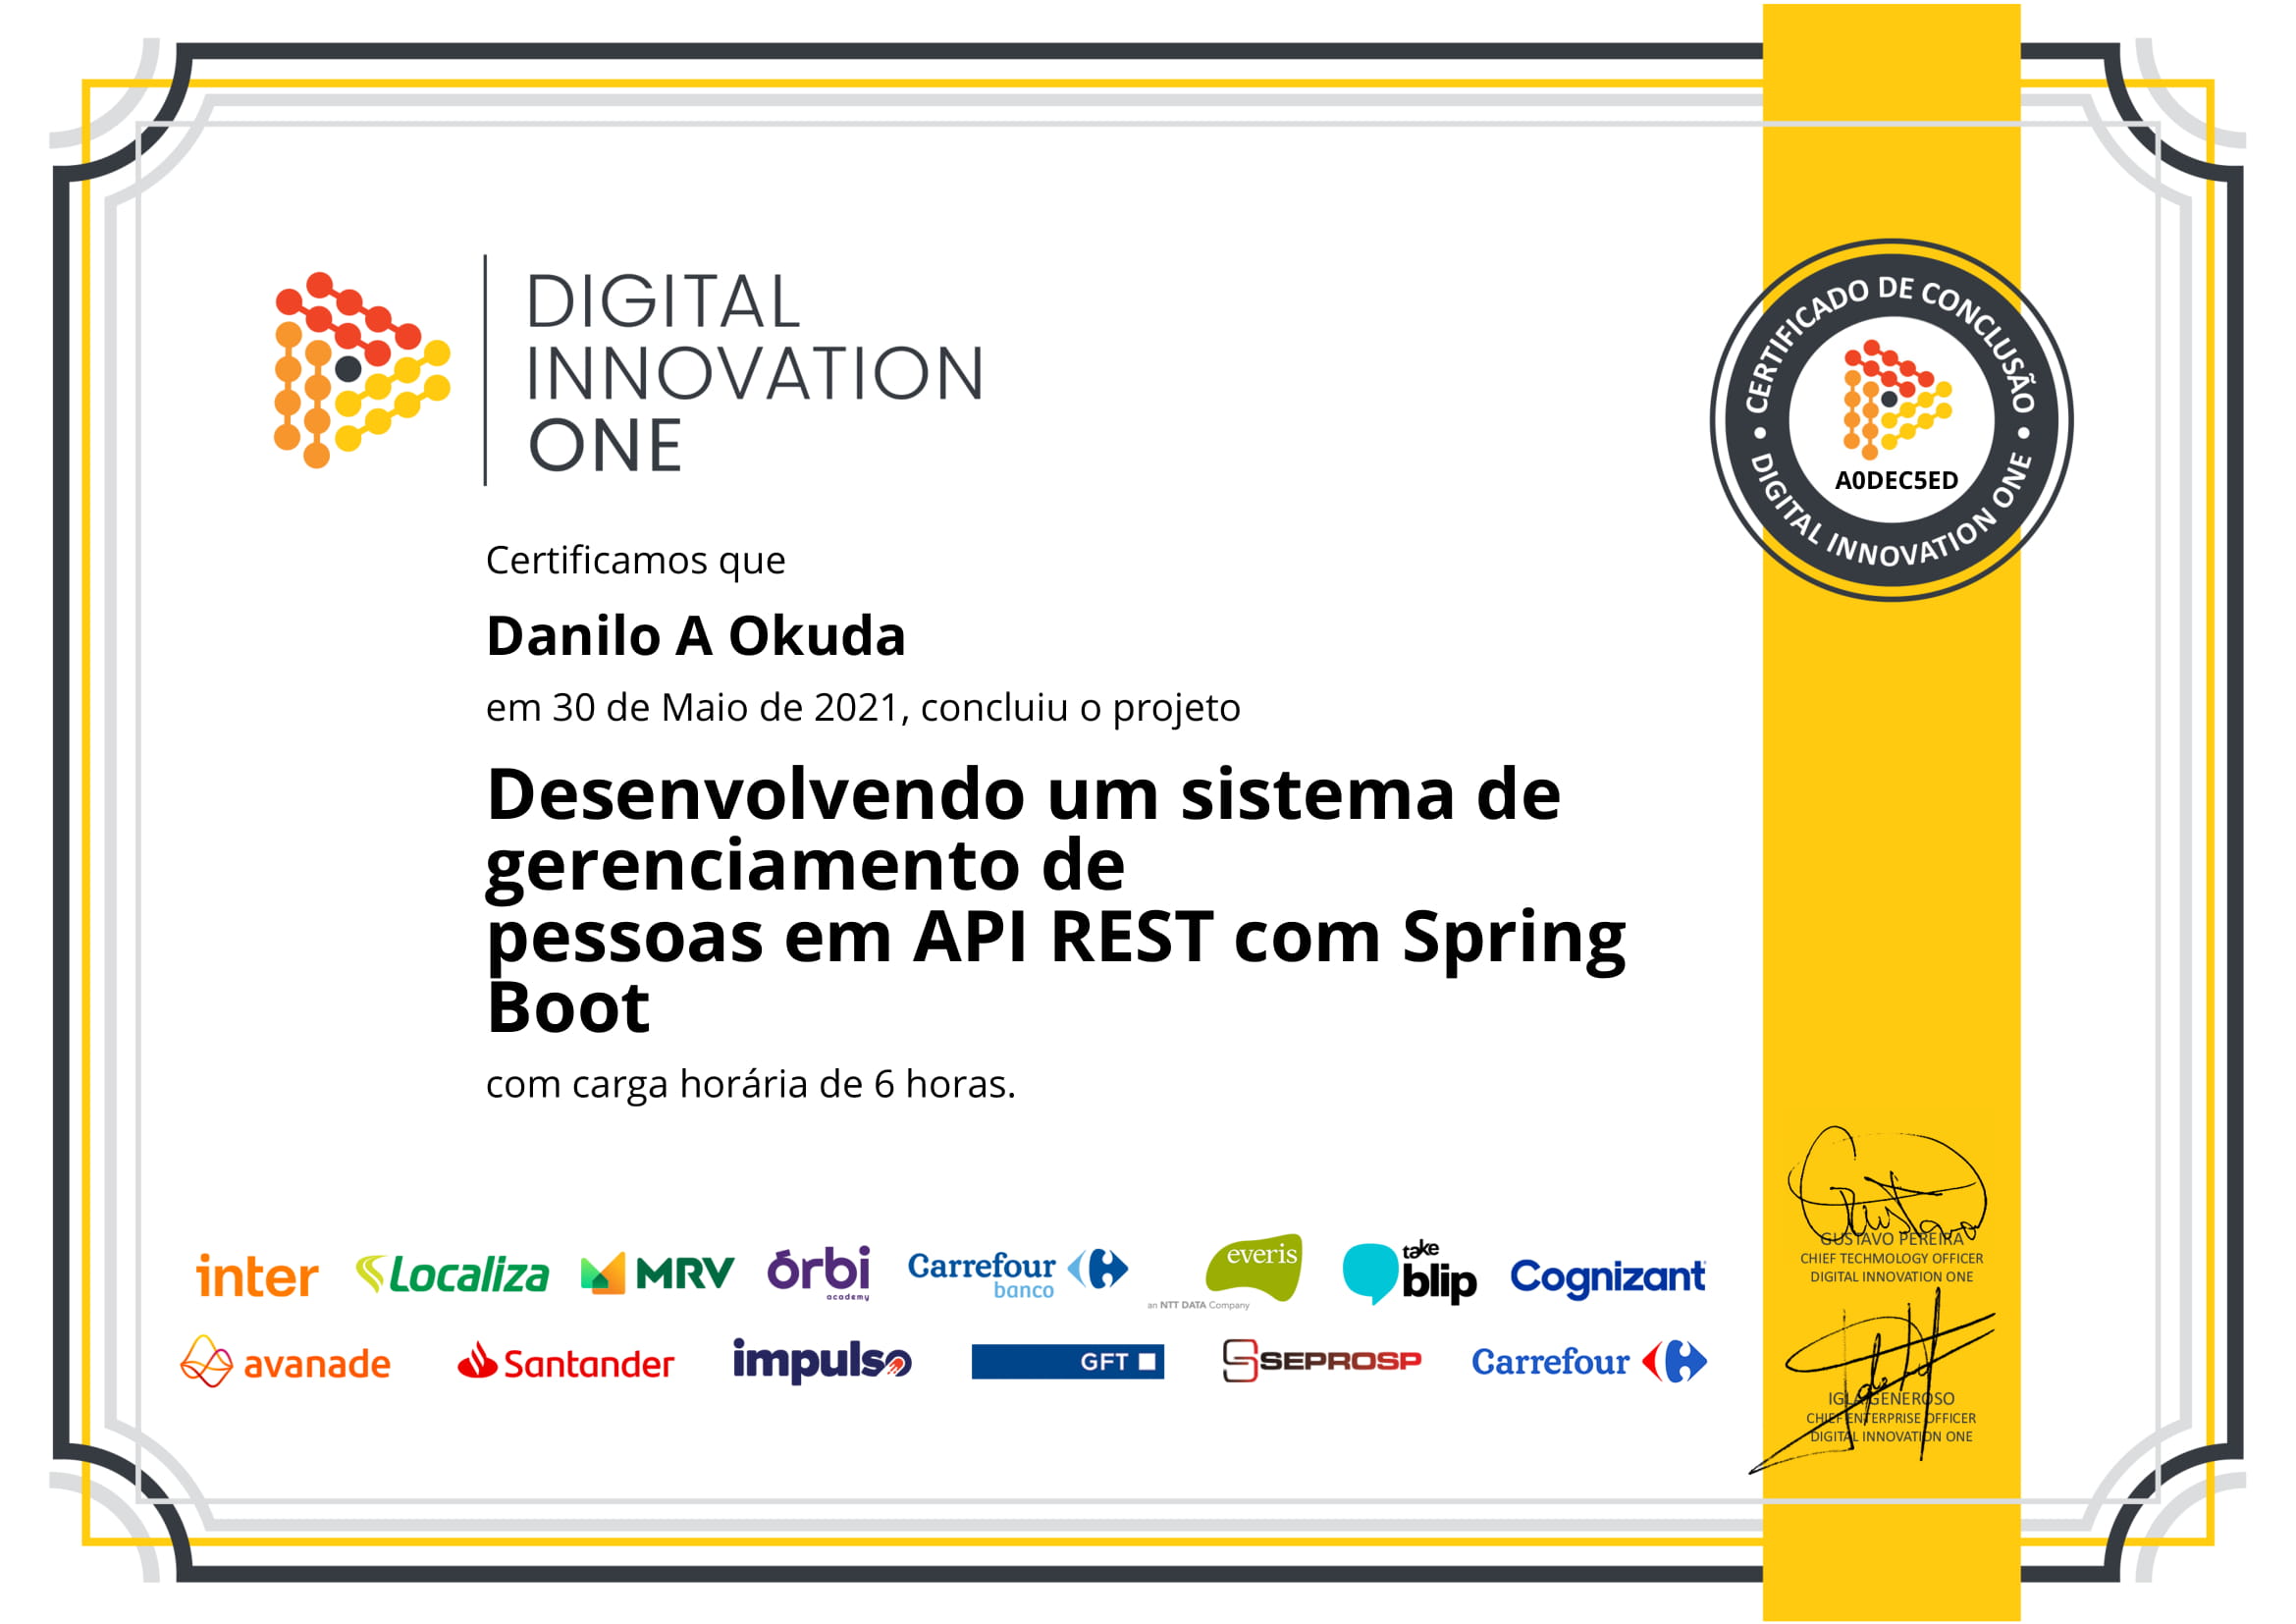 DIGITAL
INNOVATION
ONE
CERTIFICADO DE CONCLUSÃO
A0DEC5ED
DIGITAL INNOVATION ONE
Certificamos que
Danilo A Okuda
em 30 de Maio de 2021, concluiu o projeto
Desenvolvendo um sistema de
gerenciamento de
pessoas em API REST com Spring
Boot
com carga horária de 6 horas.
inter
Localiza
MRV
órbi
academy
Carrefour
banco
everis
an NTT DATA Company
take
blip
Cognizant
avanade
Santander
impulso
GFT
SEPROSP
Carrefour
GUSTAVO PEREIRA
CHIEF TECHMOLOGY OFFICER
DIGITAL INNOVATION ONE
IGLA GENEROSO
CHIEF ENTERPRISE OFFICER
DIGITAL INNOVATION ONE